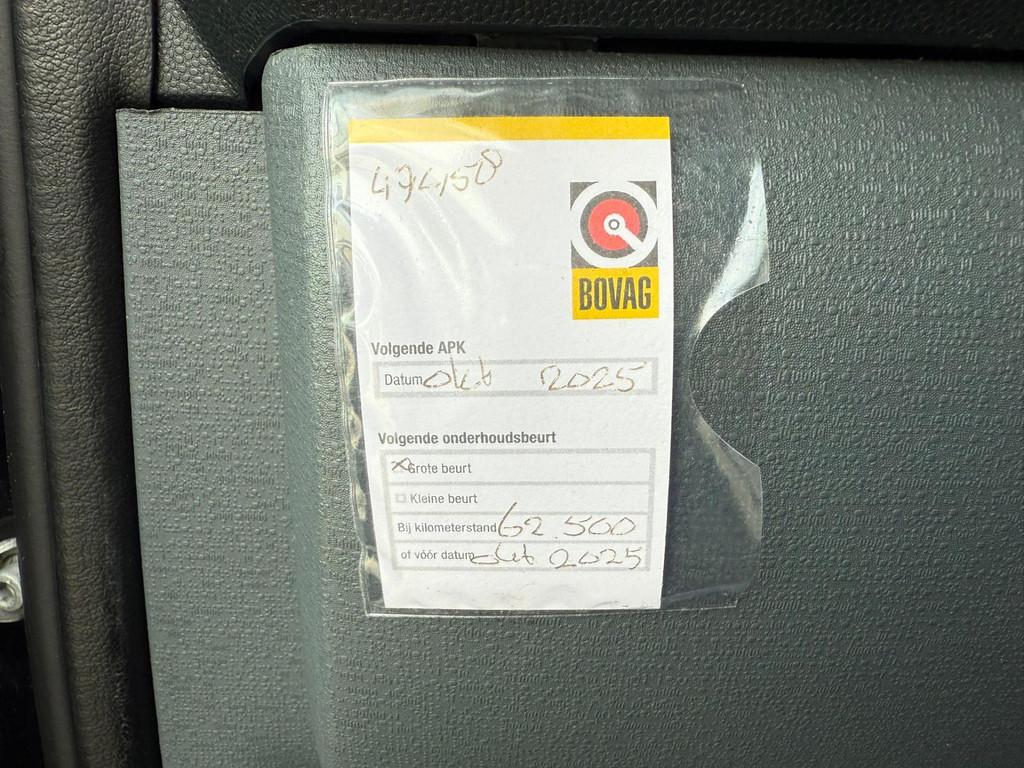 474158
BOVAG
Volgende APK
Datum okt 2025
Volgende onderhoudsbeurt
Grote beurt
Kleine beurt
Bij kilometerstand 62.500
of vóór datum okt 2025